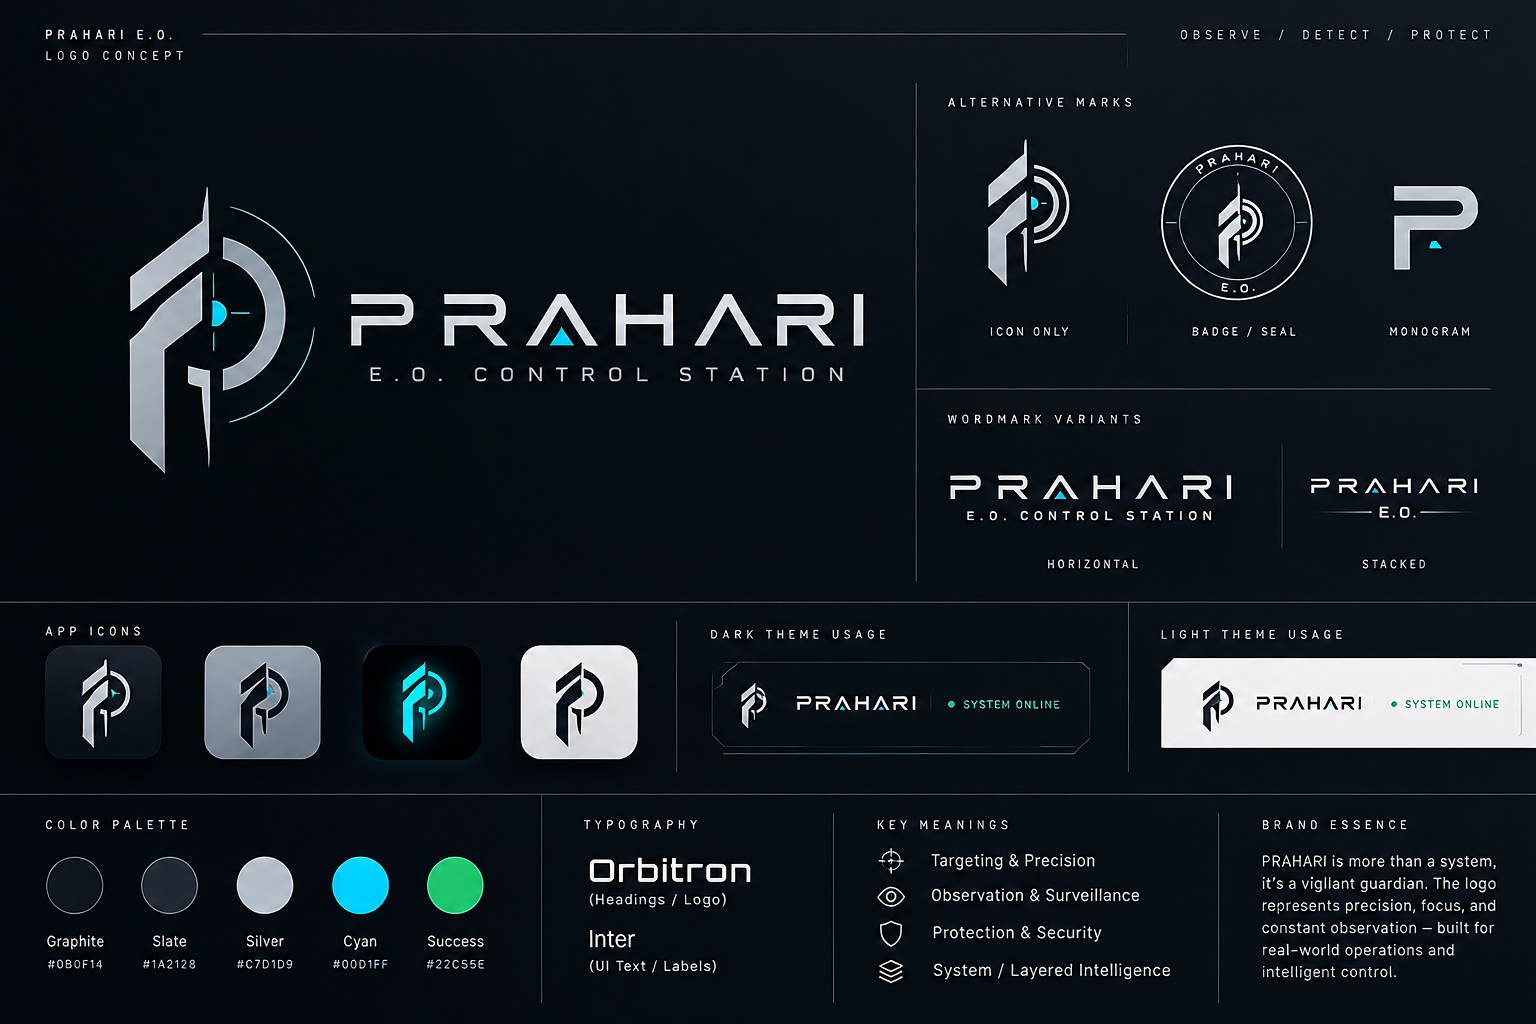 PRAHARI E.O.
LOGO CONCEPT
OBSERVE / DETECT / PROTECT
PRAHARI
E.O. CONTROL STATION
ALTERNATIVE MARKS
PRAHARI
E.O.
P
ICON ONLY
BADGE / SEAL
MONOGRAM
WORDMARK VARIANTS
PRAHARI
E.O. CONTROL STATION
HORIZONTAL
PRAHARI
E.O.
STACKED
APP ICONS
DARK THEME USAGE
PRAHARI
SYSTEM ONLINE
LIGHT THEME USAGE
PRAHARI
SYSTEM ONLINE
COLOR PALETTE
Graphite
#0B0F14
Slate
#1A2128
Silver
#C7D1D9
Cyan
#00D1FF
Success
#22C55E
TYPOGRAPHY
Orbitron
(Headings / Logo)
Inter
(UI Text / Labels)
KEY MEANINGS
Targeting & Precision
Observation & Surveillance
Protection & Security
System / Layered Intelligence
BRAND ESSENCE
PRAHARI is more than a system,
it's a vigilant guardian. The logo
represents precision, focus, and
constant observation – built for
real-world operations and
intelligent control.